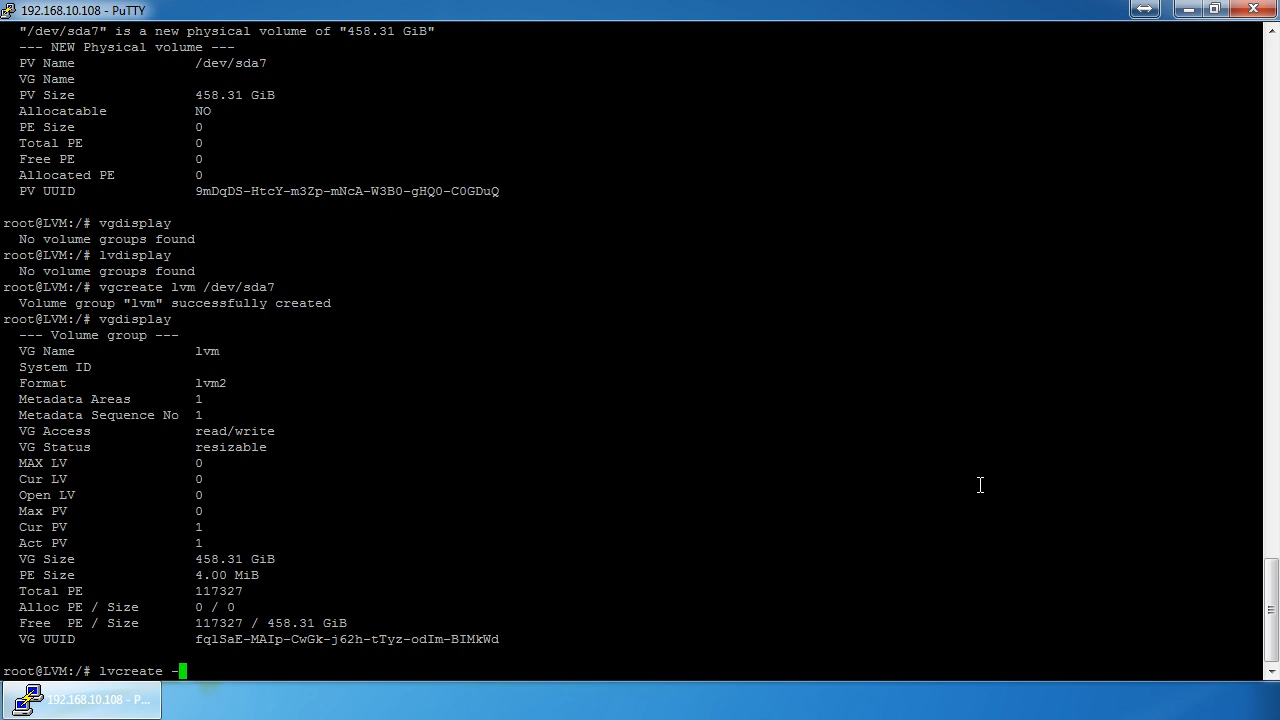 192.168.10.108 - PuTTY
"/dev/sda7" is a new physical volume of "458.31 GiB"
--- NEW Physical volume ---
PV Name /dev/sda7
VG Name
PV Size 458.31 GiB
Allocatable NO
PE Size 0
Total PE 0
Free PE 0
Allocated PE 0
PV UUID 9mDqDS-HtcY-m3Zp-mNcA-W3B0-gHQ0-C0GDuQ
root@LVM:/# vgdisplay
No volume groups found
root@LVM:/# lvdisplay
No volume groups found
root@LVM:/# vgcreate lvm /dev/sda7
Volume group "lvm" successfully created
root@LVM:/# vgdisplay
--- Volume group ---
VG Name lvm
System ID
Format lvm2
Metadata Areas 1
Metadata Sequence No 1
VG Access read/write
VG Status resizable
MAX LV 0
Cur LV 0
Open LV 0
Max PV 0
Cur PV 1
Act PV 1
VG Size 458.31 GiB
PE Size 4.00 MiB
Total PE 117327
Alloc PE / Size 0 / 0
Free PE / Size 117327 / 458.31 GiB
VG UUID fqlSaE-MAIp-CwGk-j62h-tTyz-odIm-BIMkWd
root@LVM:/# lvcreate -
192.168.10.108 - P...